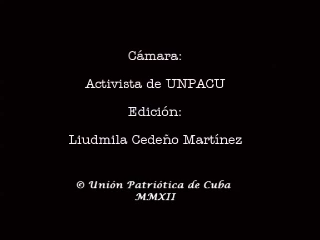 Cámara:
Activista de UNPACU
Edición:
Liudmila Cedeño Martínez
© Unión Patriótica de Cuba
MMXII